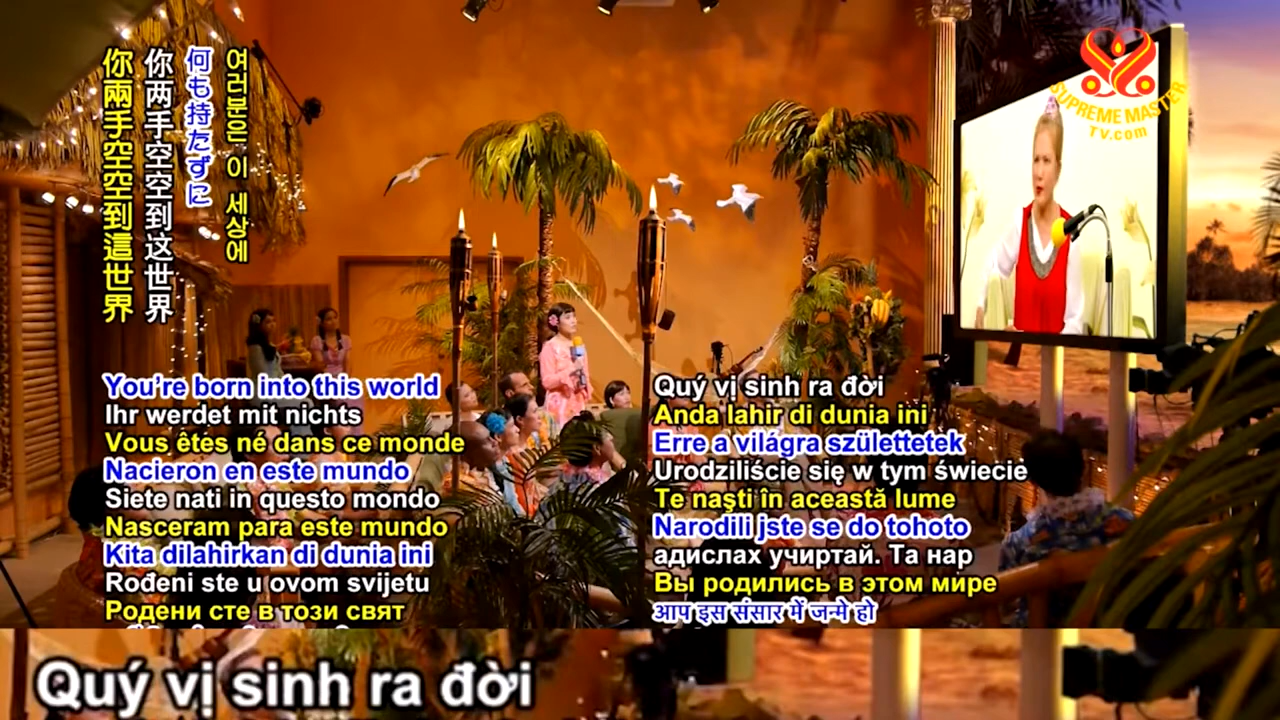 你兩手空空到這世界
你两手空空到这世界
何も持たずに
여러분은 이 세상에
SUPREME MASTER
TV.com
You're born into this world
Ihr werdet mit nichts
Vous êtes né dans ce monde
Nacieron en este mundo
Siete nati in questo mondo
Nasceram para este mundo
Kita dilahirkan di dunia ini
Rođeni ste u ovom svijetu
Родени сте в този свят
Quý vị sinh ra đời
Anda lahir di dunia ini
Erre a világra születtetek
Urodziliście się w tym świecie
Te naşti în această lume
Narodili jste se do tohoto
адислах учиртай. Та нар
Вы родились в этом мире
आप इस संसार में जन्मे हो
Quý vị sinh ra đời